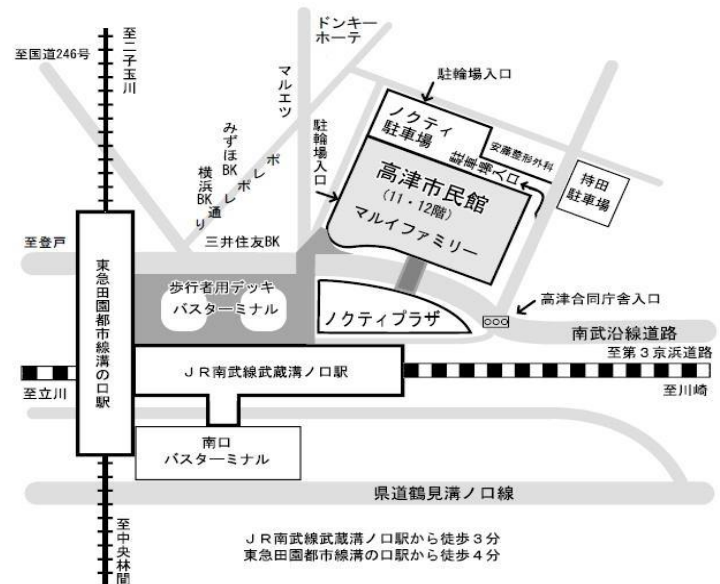 ドンキー
ホーテ
至国道246号
至二子玉川
マルエツ
駐輪場入口
みずほBK
横浜BK
ポレポレ通り
駐輪場入口
ノクティ
駐車場
安藤整形外科
駐車場入口
持田
駐車場
高津市民館
(11・12階)
マルイファミリー
至登戸
三井住友BK
歩行者用デッキ
バスターミナル
ノクティプラザ
高津合同庁舎入口
南武沿線道路
至第3京浜道路
東急田園都市線溝の口駅
JR南武線武蔵溝ノ口駅
至立川
至川崎
南口
バスターミナル
県道鶴見溝ノ口線
至中央林間
JR南武線武蔵溝ノ口駅から徒歩3分
東急田園都市線溝の口駅から徒歩4分